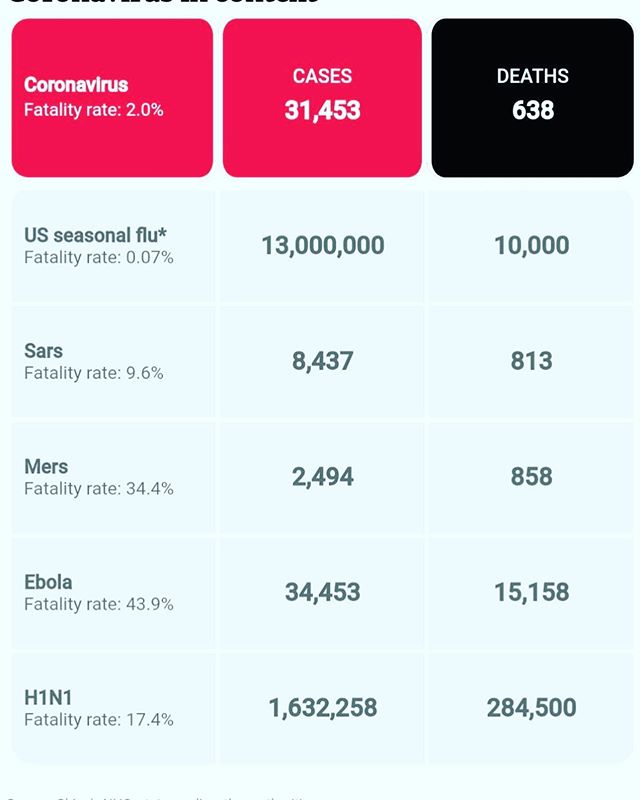 Coronavirus in context
Coronavirus
Fatality rate: 2.0%
CASES
31,453
DEATHS
638
US seasonal flu*
Fatality rate: 0.07%
13,000,000
10,000
Sars
Fatality rate: 9.6%
8,437
813
Mers
Fatality rate: 34.4%
2,494
858
Ebola
Fatality rate: 43.9%
34,453
15,158
H1N1
Fatality rate: 17.4%
1,632,258
284,500